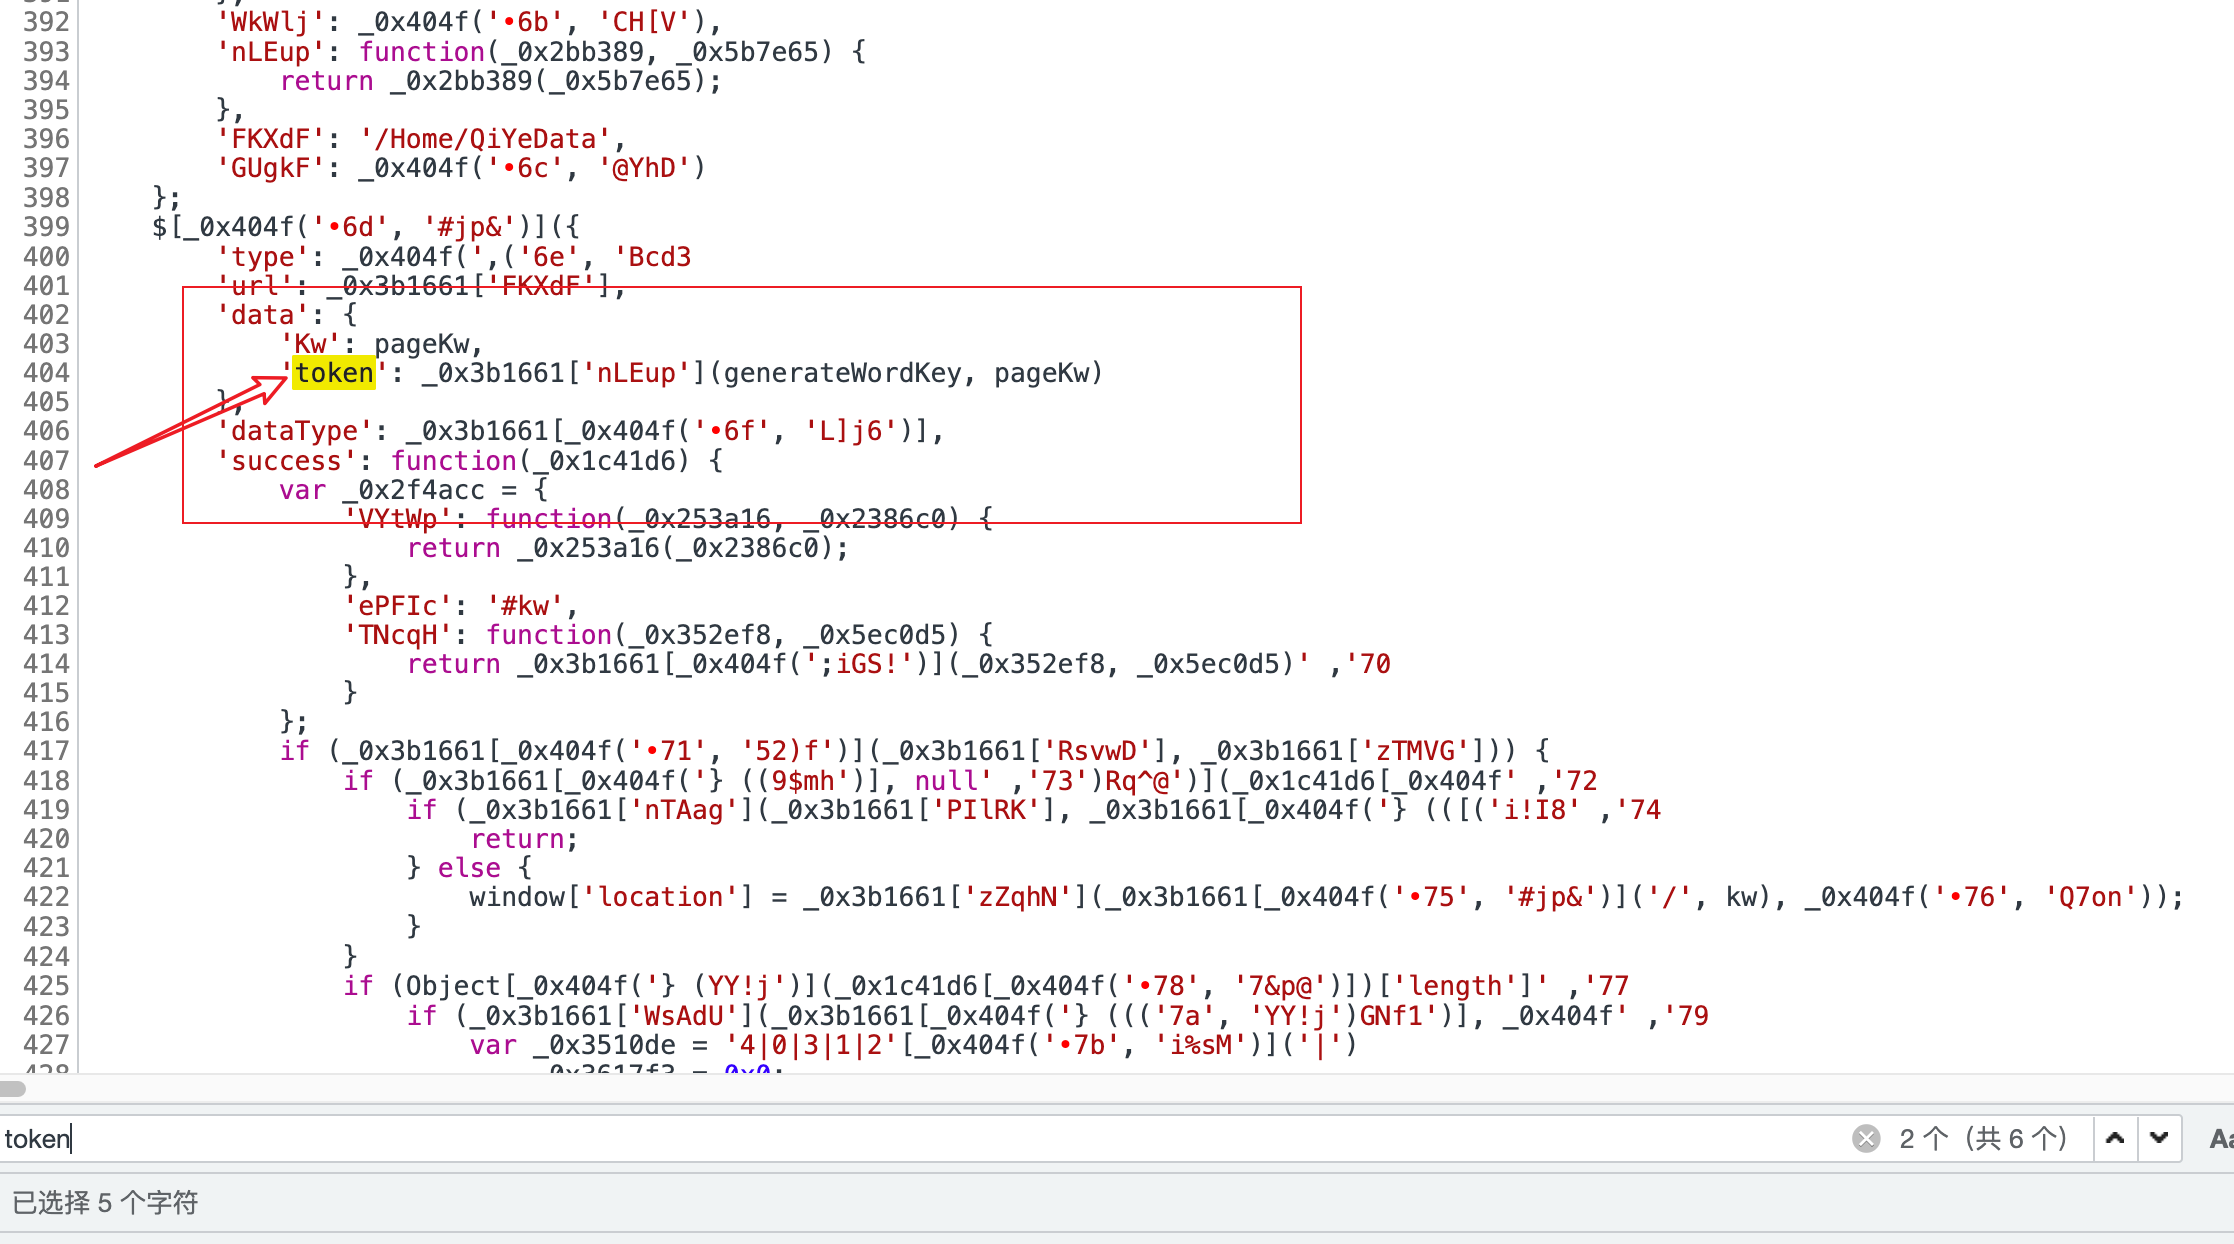 392 'WkWlj': _0x404f('•6b', 'CH[V'),
393 'nLEup': function(_0x2bb389, _0x5b7e65) {
394 return _0x2bb389(_0x5b7e65);
395 },
396 'FKXdF': '/Home/QiYeData',
397 'GUgkF': _0x404f('•6c', '@YhD')
398 };
399 $[_0x404f('•6d', '#jp&')]({
400 'type': _0x404f(',('6e', 'Bcd3
401 'url': _0x3b1661['FKXdF'],
402 'data': {
403 'Kw': pageKw,
404 'token': _0x3b1661['nLEup'](generateWordKey, pageKw)
405 },
406 'dataType': _0x3b1661[_0x404f('•6f', 'L]j6')],
407 'success': function(_0x1c41d6) {
408 var _0x2f4acc = {
409 'VYtWp': function(_0x253a16, _0x2386c0) {
410 return _0x253a16(_0x2386c0);
411 },
412 'ePFIc': '#kw',
413 'TNcqH': function(_0x352ef8, _0x5ec0d5) {
414 return _0x3b1661[_0x404f(';iGS!')](_0x352ef8, _0x5ec0d5)' ,'70
415 }
416 };
417 if (_0x3b1661[_0x404f('•71', '52)f')](_0x3b1661['RsvwD'], _0x3b1661['zTMVG'])) {
418 if (_0x3b1661[_0x404f('} ((9$mh')], null' ,'73')Rq^@')](_0x1c41d6[_0x404f' ,'72
419 if (_0x3b1661['nTAag'](_0x3b1661['PIlRK'], _0x3b1661[_0x404f('} (([('i!I8' ,'74
420 return;
421 } else {
422 window['location'] = _0x3b1661['zZqhN'](_0x3b1661[_0x404f('•75', '#jp&')]('/', kw), _0x404f('•76', 'Q7on'));
423 }
424 }
425 if (Object[_0x404f('} (YY!j')](_0x1c41d6[_0x404f('•78', '7&p@')])['length']' ,'77
426 if (_0x3b1661['WsAdU'](_0x3b1661[_0x404f('} ((('7a', 'YY!j')GNf1')], _0x404f' ,'79
427 var _0x3510de = '4|0|3|1|2'[_0x404f('•7b', 'i%sM')]('|')
428 _0x3617f3 = 0x0;
token
2 个（共 6 个） Aa
已选择 5 个字符